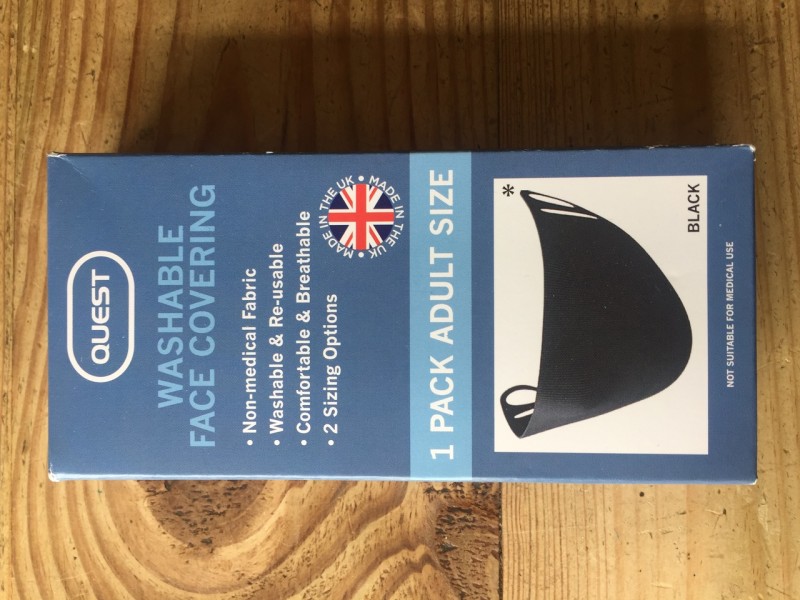 QUEST
WASHABLE
FACE COVERING
• Non-medical Fabric
• Washable & Re-usable
• Comfortable & Breathable
• 2 Sizing Options
MADE IN THE UK • MADE IN THE UK •
1 PACK ADULT SIZE
*
BLACK
NOT SUITABLE FOR MEDICAL USE